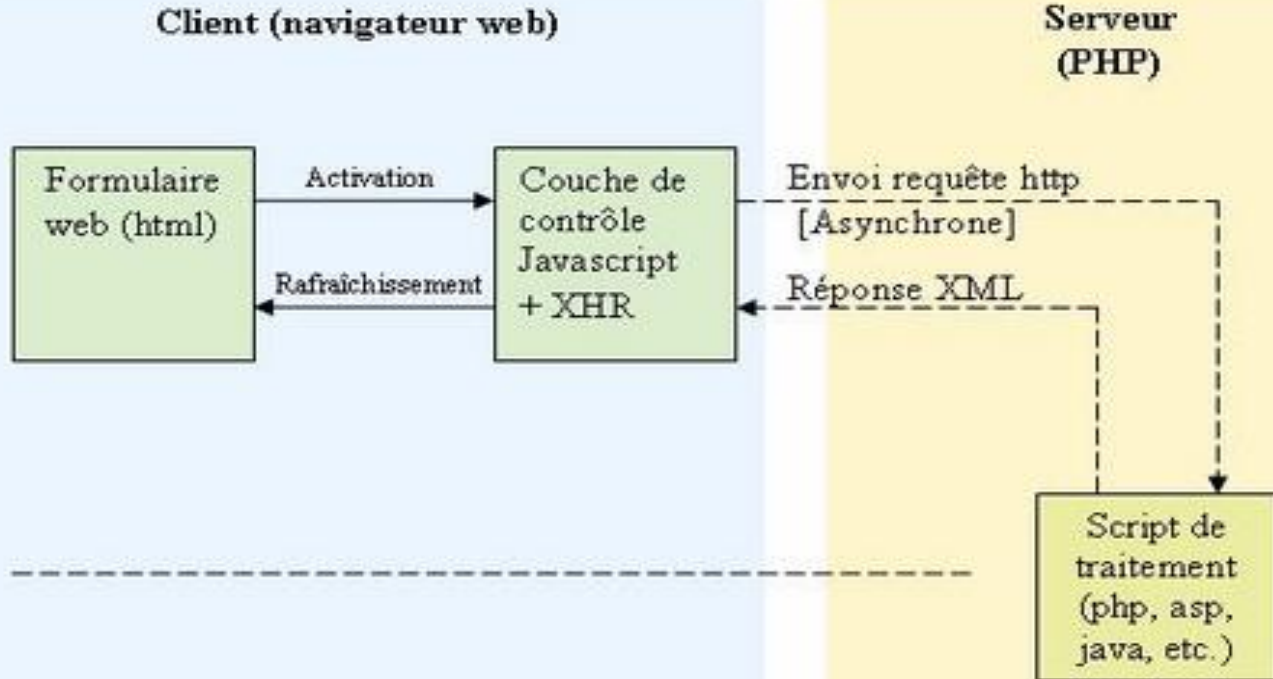 Client (navigateur web)
Serveur
(PHP)
Formulaire
web (html)
Activation
Rafraîchissement
Couche de
contrôle
Javascript
+ XHR
Envoi requête http
[Asynchrone]
Réponse XML
Script de
traitement
(php, asp,
java, etc.)